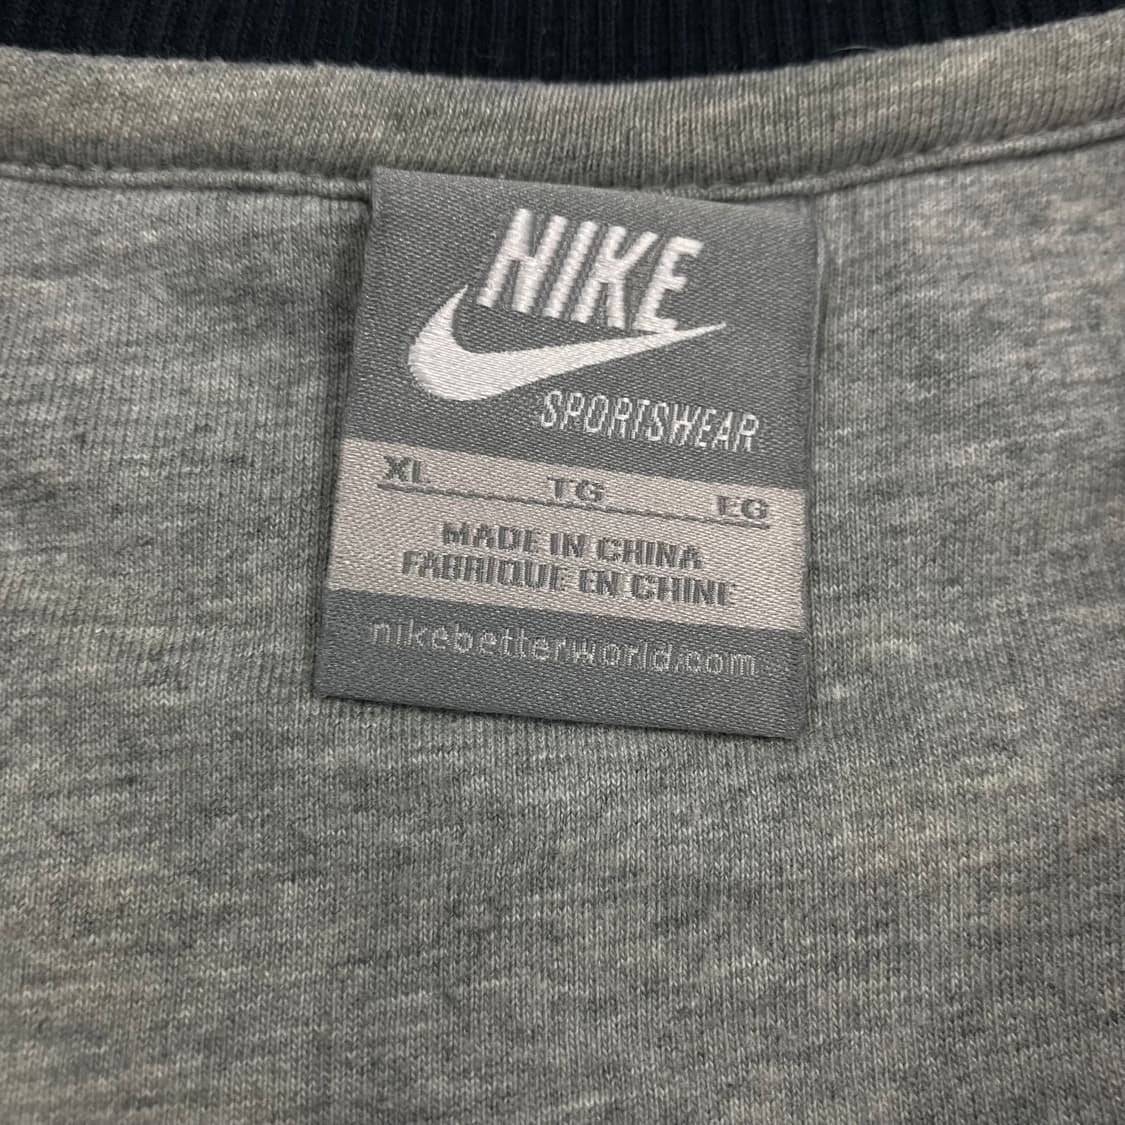 NIKE
SPORTSWEAR
XL TG EG
MADE IN CHINA
FABRIQUE EN CHINE
nikebetterworld.com